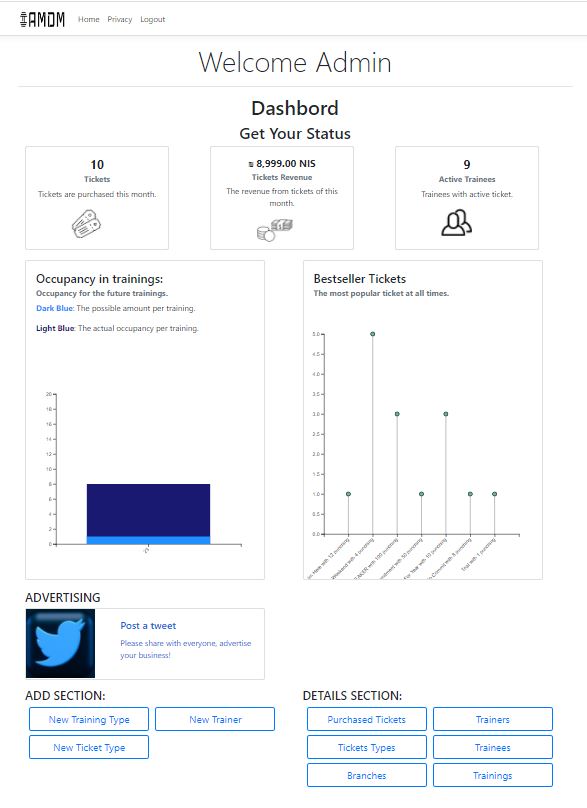 AMDM
Home Privacy Logout
Welcome Admin
Dashbord
Get Your Status
10
Tickets
Tickets are purchased this month.
₪ 8,999.00 NIS
Tickets Revenue
The revenue from tickets of this
month.
9
Active Trainees
Trainees with active ticket.
Occupancy in trainings:
Occupancy for the future trainings.
Dark Blue: The possible amount per training.
Light Blue: The actual occupancy per training.
20
18
16
14
12
10
8
6
4
2
0
Bestseller Tickets
The most popular ticket at all times.
5.0
4.5
4.0
3.5
3.0
2.5
2.0
1.5
1.0
0.5
0.0
with 12 punching
Weekend with 4 punching
with 100 punching
with 50 punching
For Year with 10 punching
with 8 punching
Trial with 1 punching
ADVERTISING
Post a tweet
Please share with everyone, advertise
your business!
ADD SECTION:
New Training Type New Trainer
New Ticket Type
DETAILS SECTION:
Purchased Tickets Trainers
Tickets Types Trainees
Branches Trainings